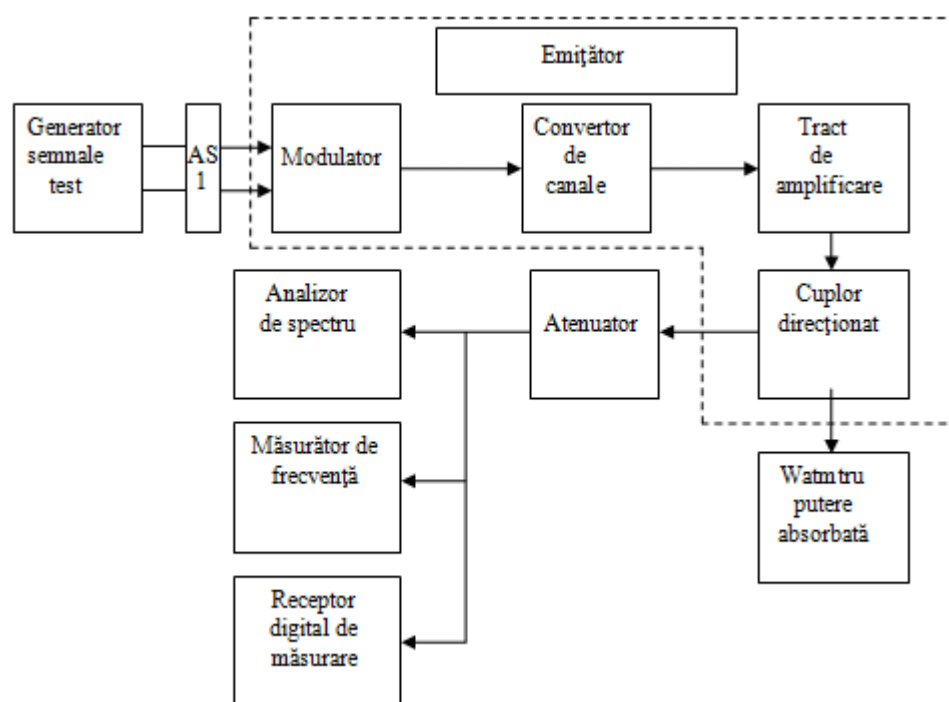 Emiţător
Generator
semnale
test
AS
1
Modulator
Convertor
de
canale
Tract
de
amplificare
Analizor
de spectru
Atenuator
Cuplor
direcţionat
Măsurător de
frecvenţă
Watmtru
putere
absorbată
Receptor
digital de
măsurare